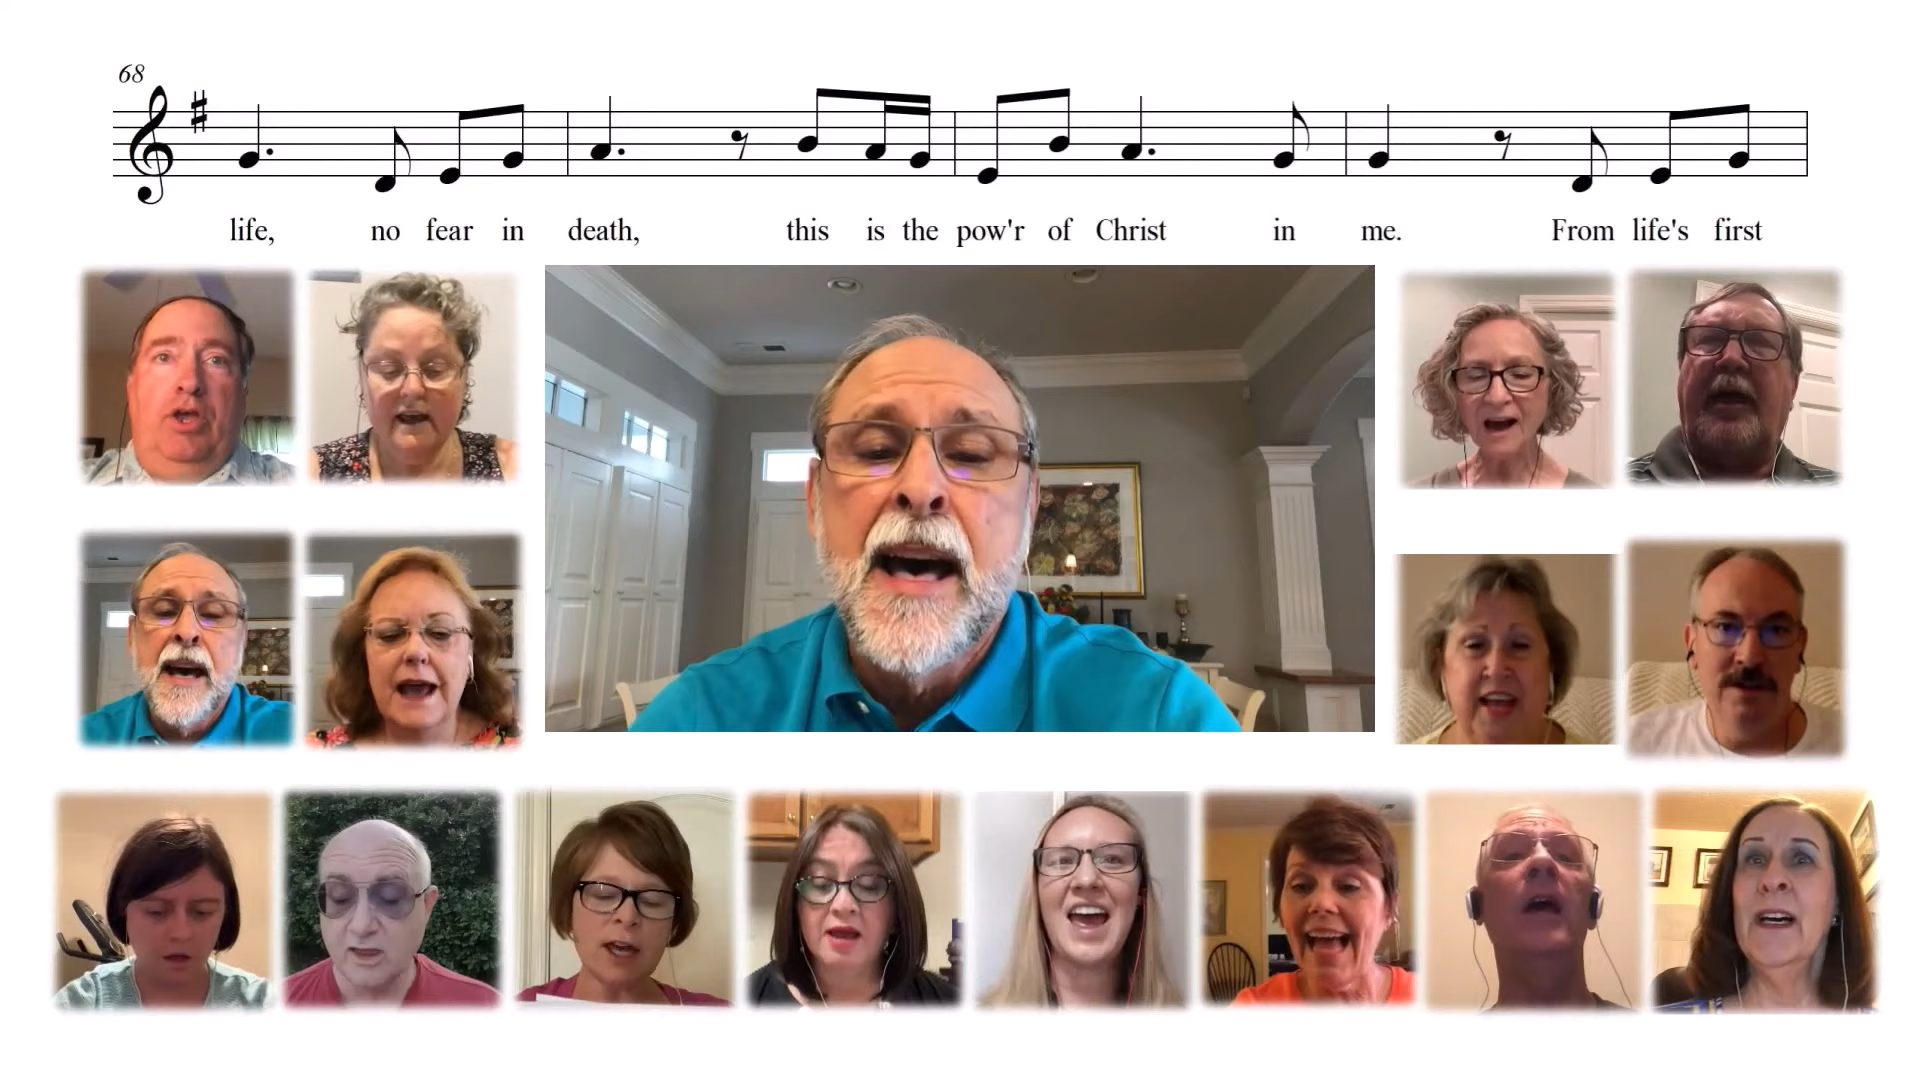 68
life, no fear in death, this is the pow'r of Christ in me. From life's first